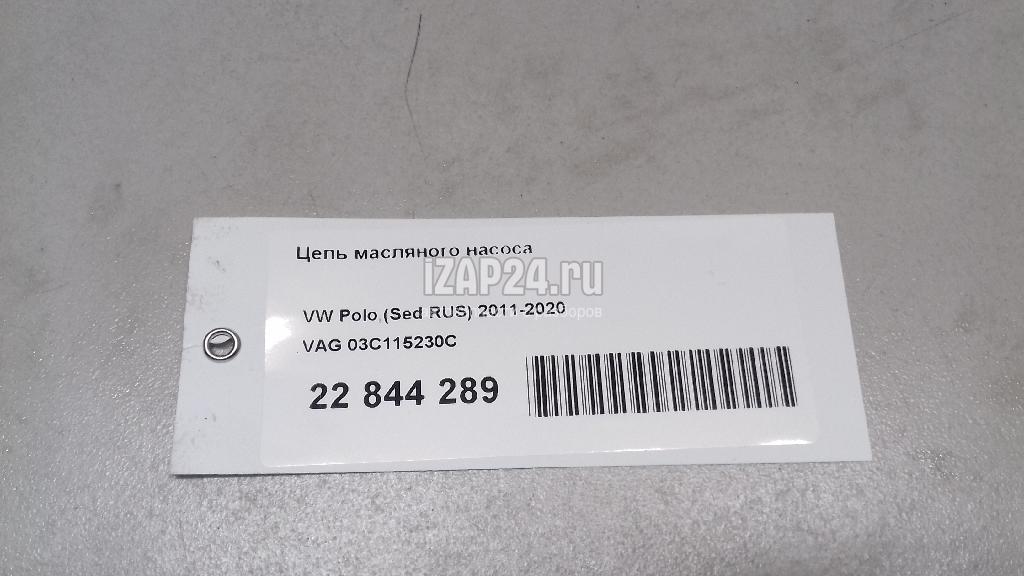 Цепь масляного насоса
iZAP24.ru
VW Polo (Sed RUS) 2011-2020
VAG 03C115230C
22 844 289